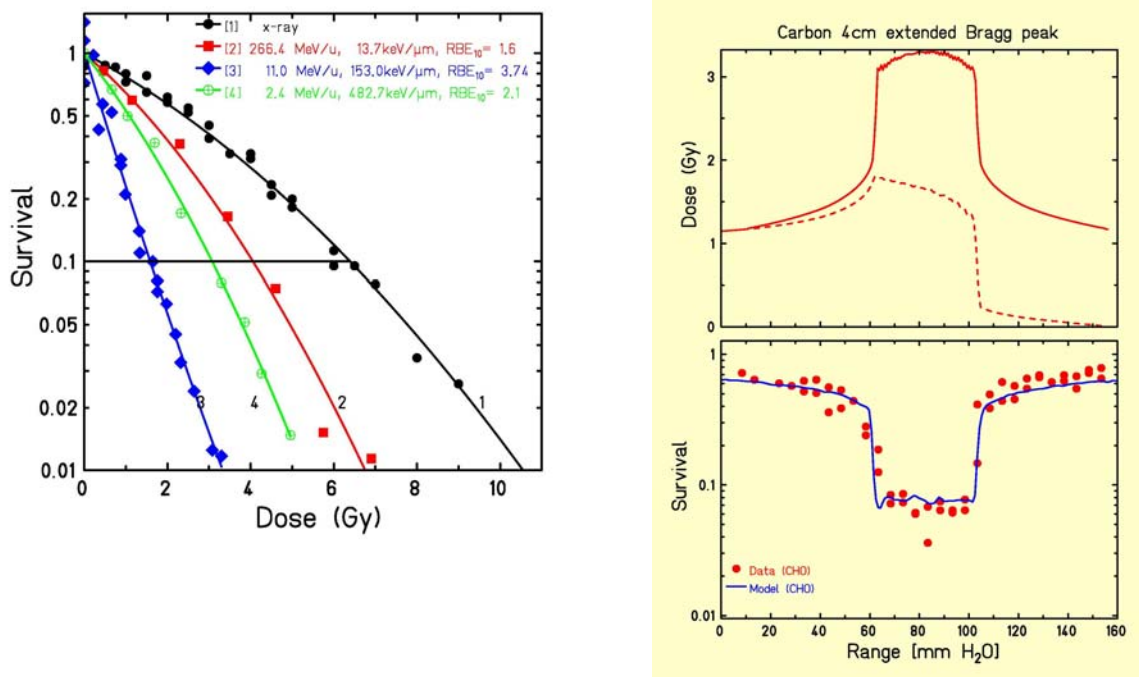 [1] x-ray
[2] 266.4 MeV/u, 13.7keV/μm, RBE₁₀= 1.6
[3] 11.0 MeV/u, 153.0keV/μm, RBE₁₀= 3.74
[4] 2.4 MeV/u, 482.7keV/μm, RBE₁₀= 2.1
1
0.5
0.2
0.1
0.05
0.02
0.01
Survival
3 4 2 1
0 2 4 6 8 10
Dose (Gy)
Carbon 4cm extended Bragg peak
3
2
1
0
Dose (Gy)
1
0.1
0.01
Survival
Data (CHO)
Model (CHO)
0 20 40 60 80 100 120 140 160
Range [mm H₂O]